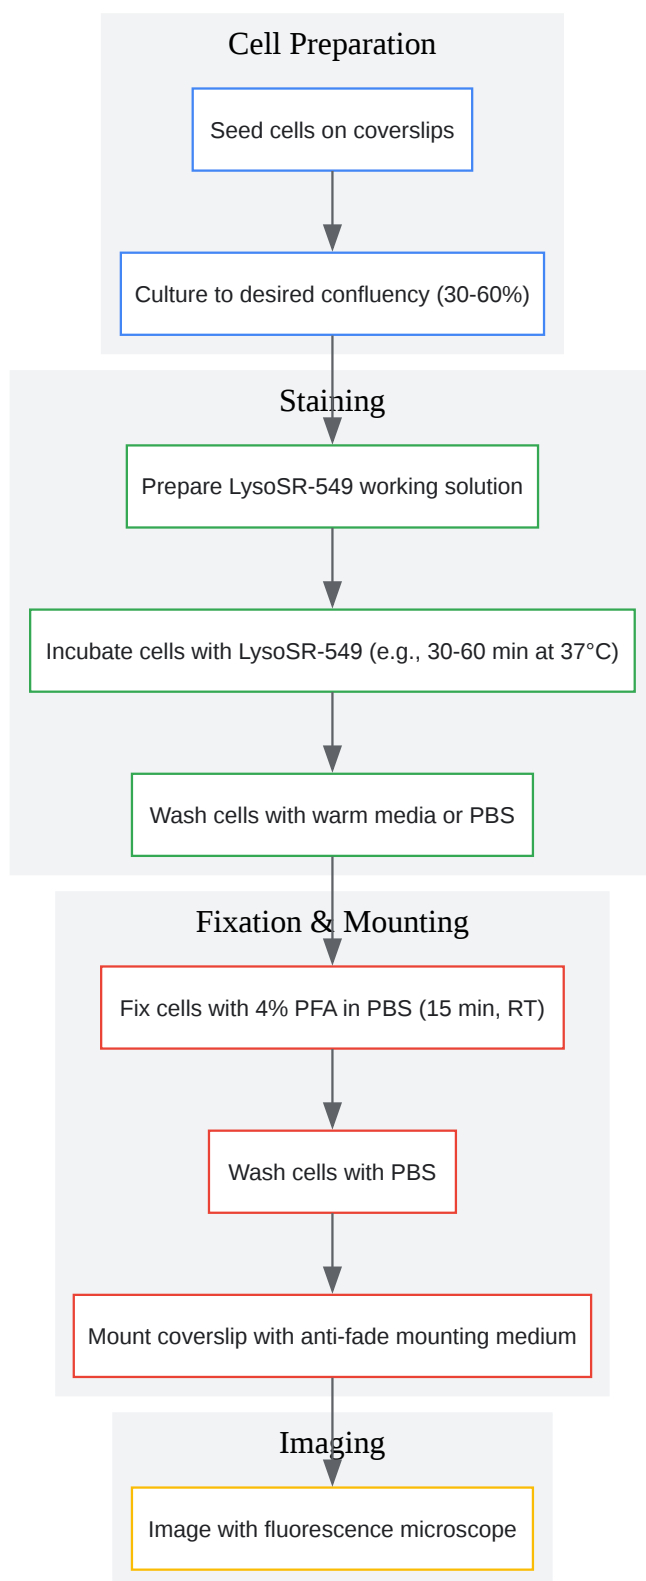 Cell Preparation
Seed cells on coverslips
Culture to desired confluency (30-60%)
Staining
Prepare LysoSR-549 working solution
Incubate cells with LysoSR-549 (e.g., 30-60 min at 37°C)
Wash cells with warm media or PBS
Fixation & Mounting
Fix cells with 4% PFA in PBS (15 min, RT)
Wash cells with PBS
Mount coverslip with anti-fade mounting medium
Imaging
Image with fluorescence microscope